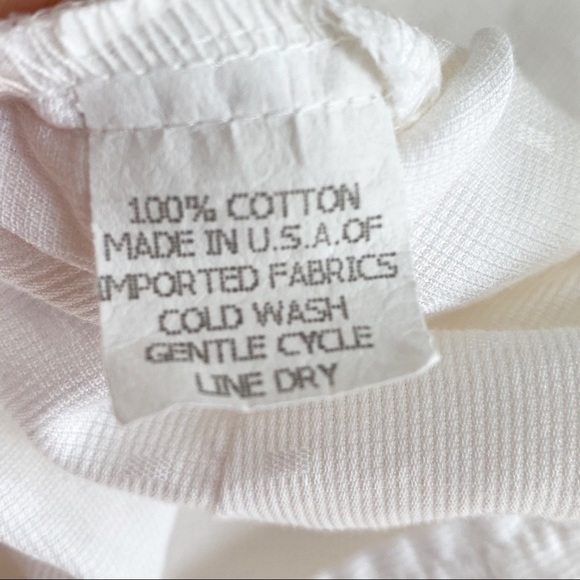 100% COTTON
MADE IN U.S.A. OF
IMPORTED FABRICS
COLD WASH
GENTLE CYCLE
LINE DRY